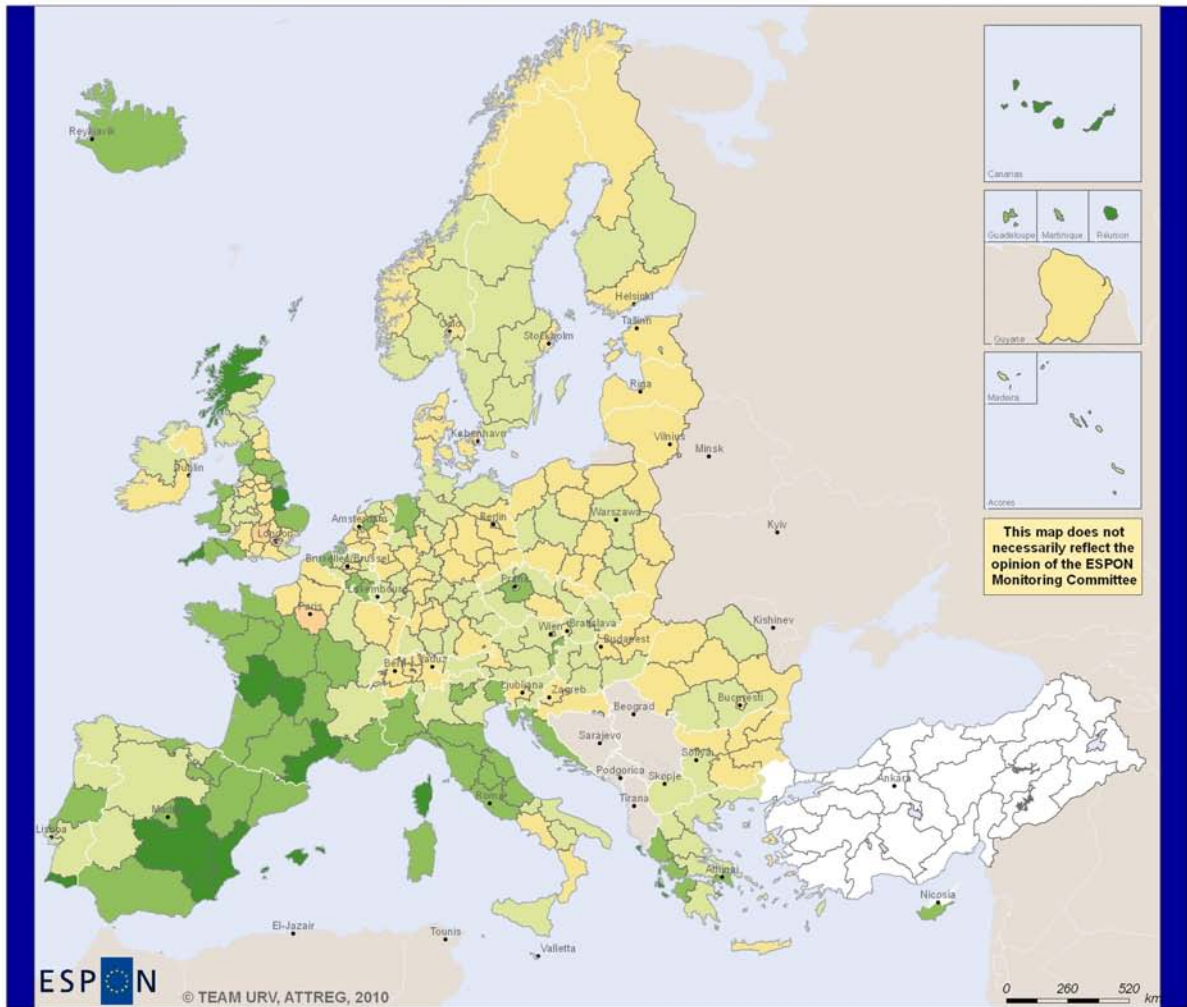 Reykjavik
Canarias
Guadeloupe
Martinique
Réunion
Guyane
Madeira
Acores
This map does not
necessarily reflect the
opinion of the ESPON
Monitoring Committee
Helsinki
Tallinn
Oslo
Stockholm
Riga
København
Vilnius
Minsk
Dublin
Amsterdam
Berlin
Warszawa
London
Kyiv
Bruxelles/Brussel
Luxembourg
Praha
Paris
Kishinev
Wien
Bratislava
Budapest
Bern
Vaduz
Ljubljana
Zagreb
Bucuresti
Beograd
Sarajevo
Sofiya
Podgorica
Skopje
Ankara
Roma
Tirana
Madrid
Lisboa
Athinai
Nicosia
El-Jazair
Tounis
Valletta
ESPON
© TEAM URV, ATTREG, 2010
0 260 520
km